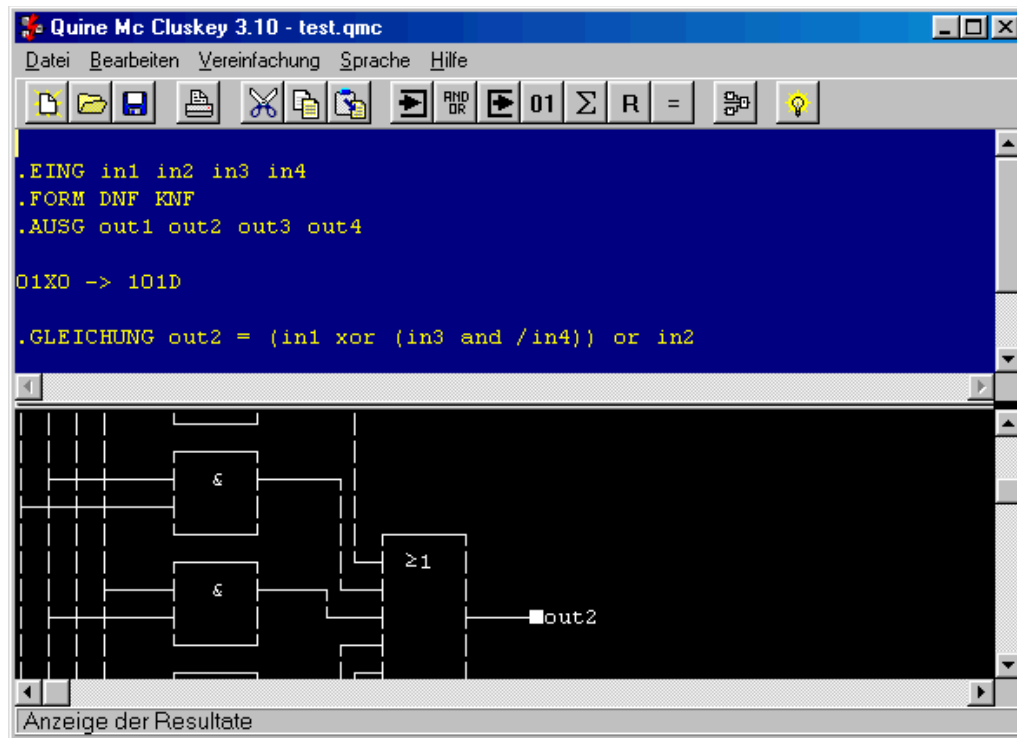 Quine Mc Cluskey 3.10 - test.qmc
Datei Bearbeiten Vereinfachung Sprache Hilfe
AND OR 01 Σ R =
.EING in1 in2 in3 in4
.FORM DNF KNF
.AUSG out1 out2 out3 out4
01X0 -> 101D
.GLEICHUNG out2 = (in1 xor (in3 and /in4)) or in2
&
≥1
&
out2
Anzeige der Resultate